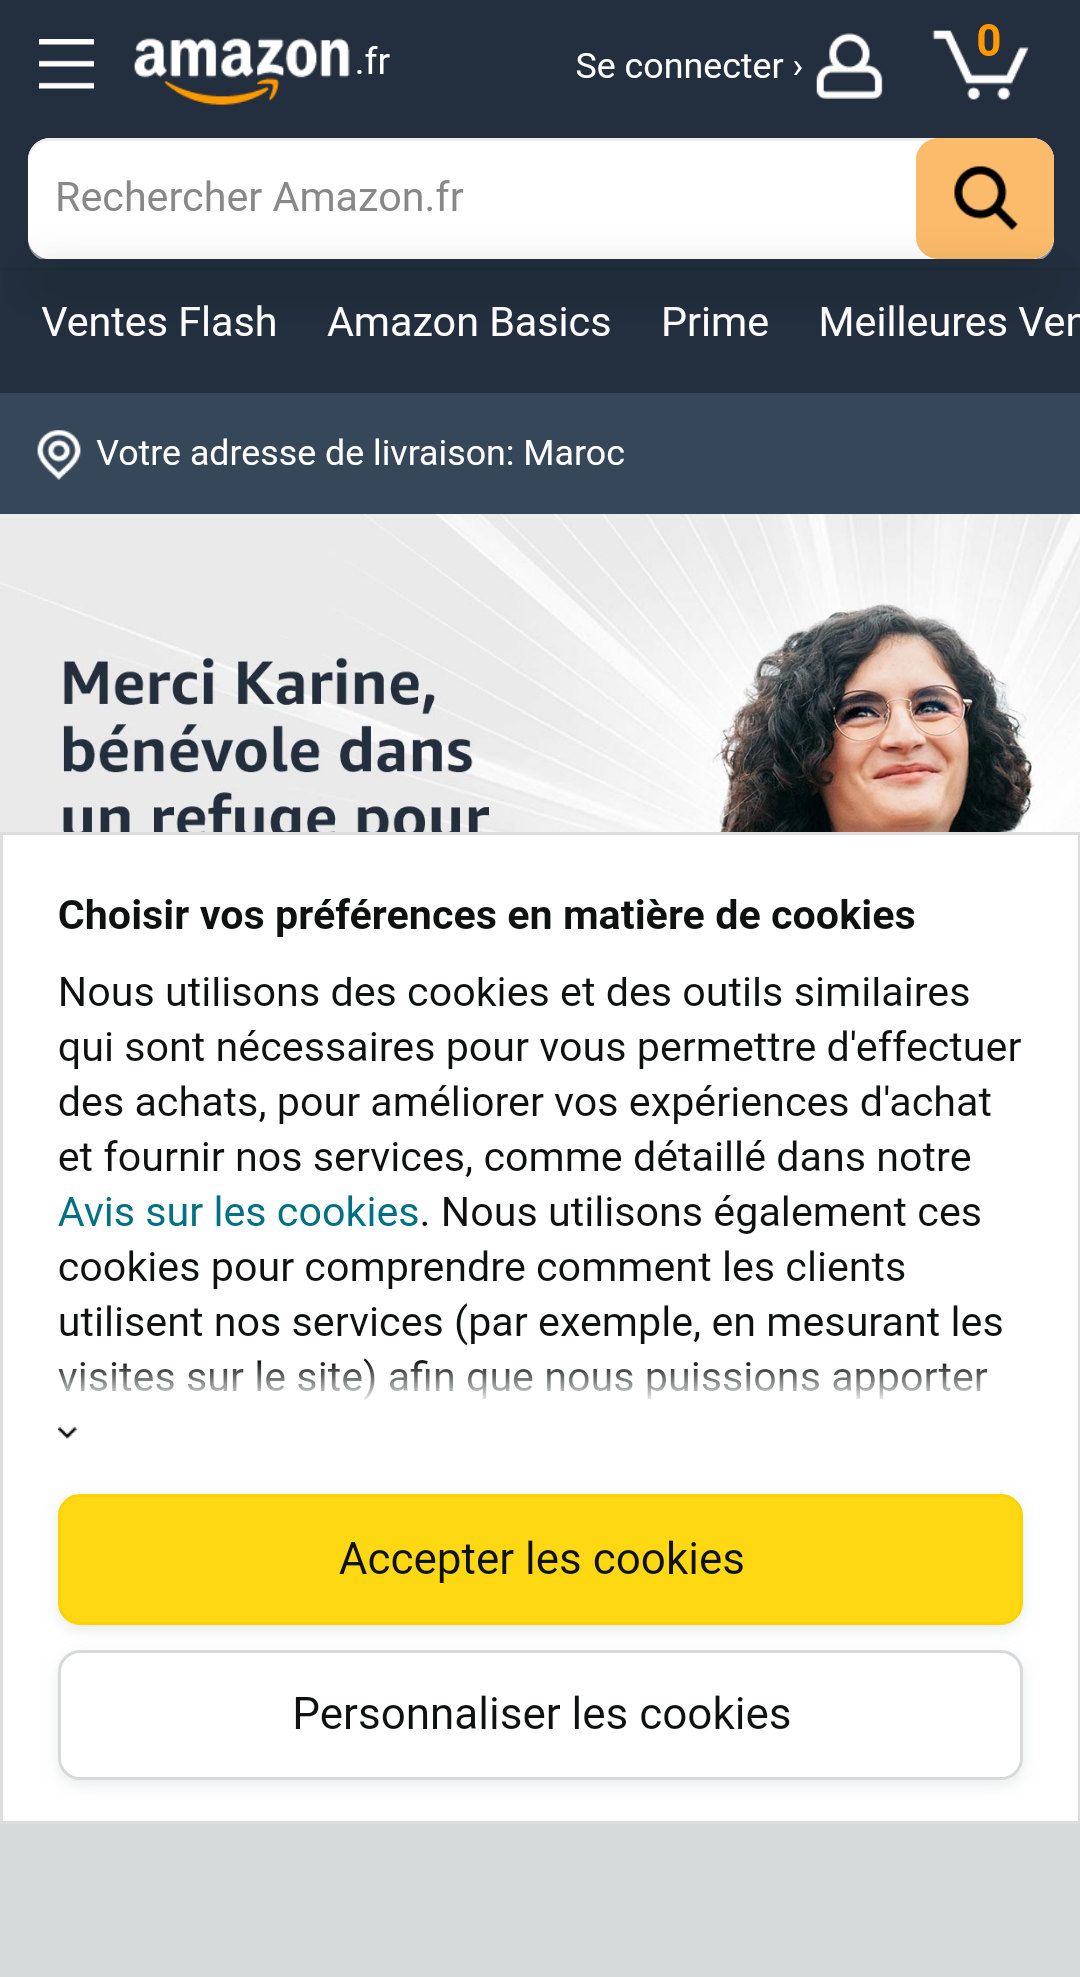 amazon.fr
Se connecter ›
0
Rechercher Amazon.fr
Ventes Flash Amazon Basics Prime Meilleures Ven
Votre adresse de livraison: Maroc
Merci Karine,
bénévole dans
un refuge pour
Choisir vos préférences en matière de cookies
Nous utilisons des cookies et des outils similaires
qui sont nécessaires pour vous permettre d'effectuer
des achats, pour améliorer vos expériences d'achat
et fournir nos services, comme détaillé dans notre
Avis sur les cookies. Nous utilisons également ces
cookies pour comprendre comment les clients
utilisent nos services (par exemple, en mesurant les
visites sur le site) afin que nous puissions apporter
Accepter les cookies
Personnaliser les cookies